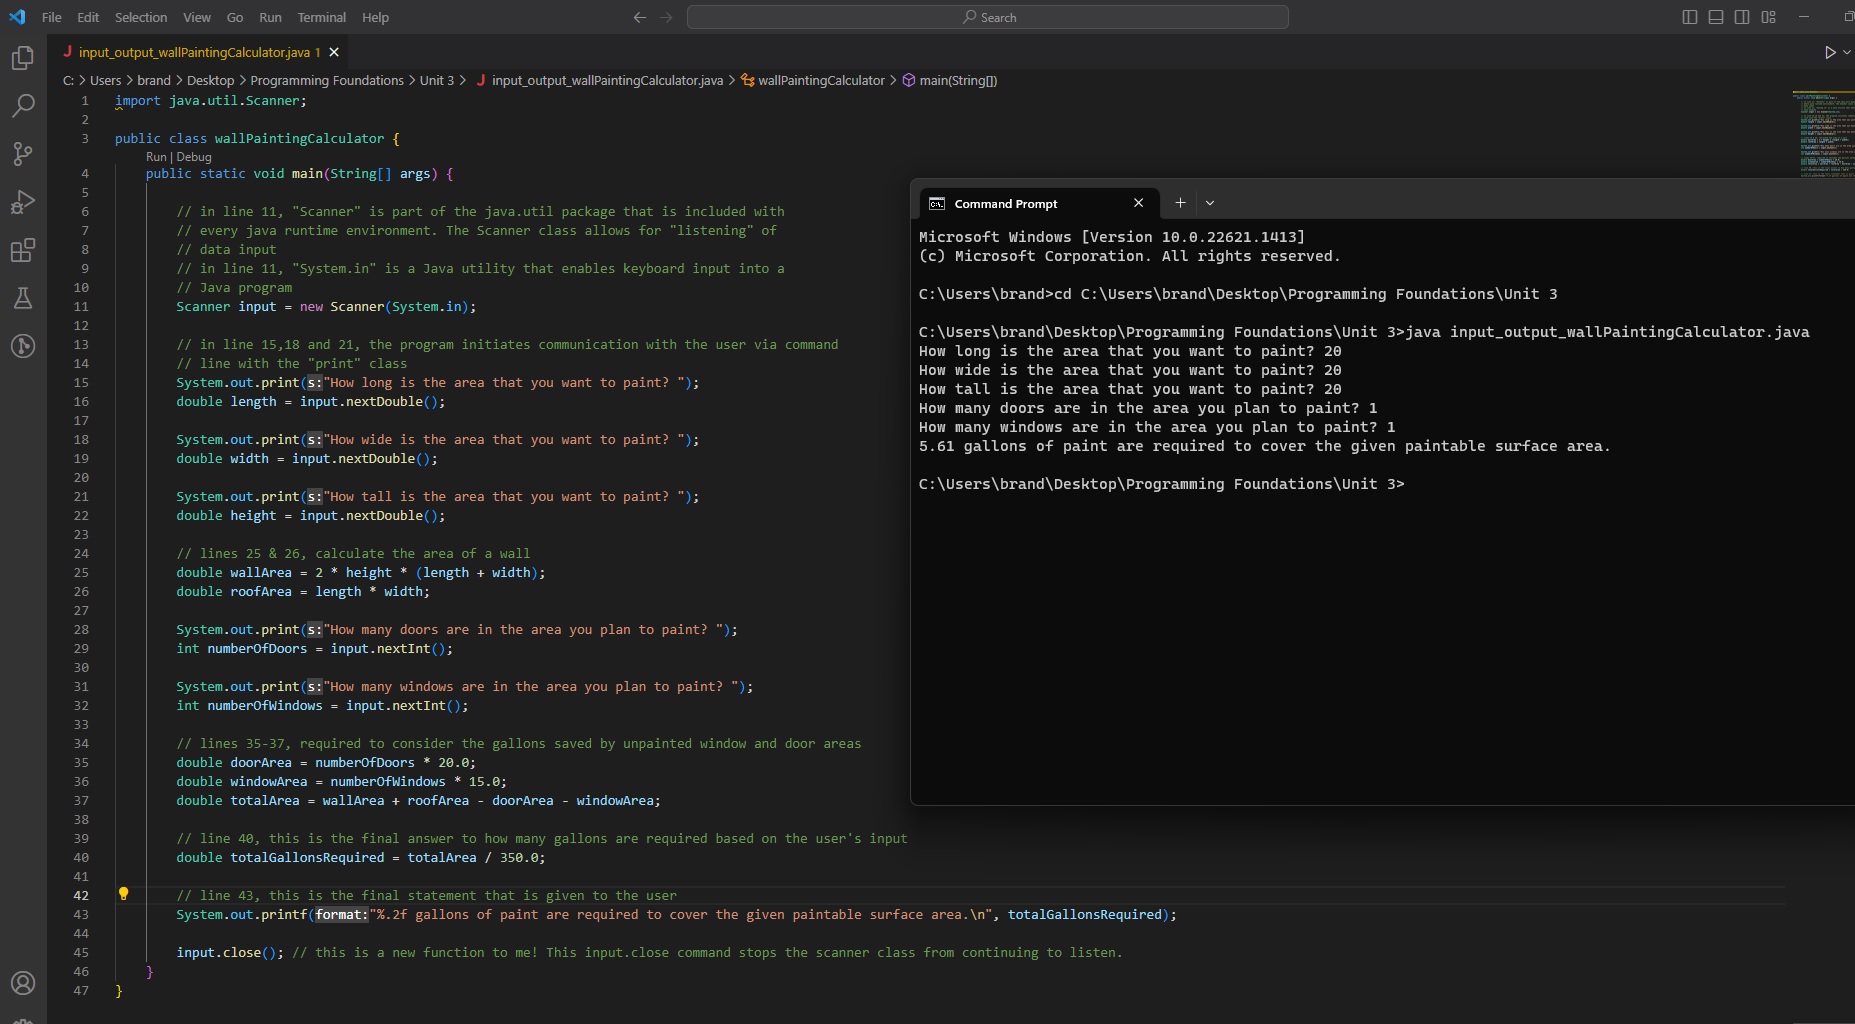 File Edit Selection View Go Run Terminal Help
Search
input_output_wallPaintingCalculator.java 1
C: > Users > brand > Desktop > Programming Foundations > Unit 3 > input_output_wallPaintingCalculator.java > wallPaintingCalculator > main(String[])
1 import java.util.Scanner;
2
3 public class wallPaintingCalculator {
Run | Debug
4 public static void main(String[] args) {
5
6 // in line 11, "Scanner" is part of the java.util package that is included with
7 // every java runtime environment. The Scanner class allows for "listening" of
8 // data input
9 // in line 11, "System.in" is a Java utility that enables keyboard input into a
10 // Java program
11 Scanner input = new Scanner(System.in);
12
13 // in line 15,18 and 21, the program initiates communication with the user via command
14 // line with the "print" class
15 System.out.print(s:"How long is the area that you want to paint? ");
16 double length = input.nextDouble();
17
18 System.out.print(s:"How wide is the area that you want to paint? ");
19 double width = input.nextDouble();
20
21 System.out.print(s:"How tall is the area that you want to paint? ");
22 double height = input.nextDouble();
23
24 // lines 25 & 26, calculate the area of a wall
25 double wallArea = 2 * height * (length + width);
26 double roofArea = length * width;
27
28 System.out.print(s:"How many doors are in the area you plan to paint? ");
29 int numberOfDoors = input.nextInt();
30
31 System.out.print(s:"How many windows are in the area you plan to paint? ");
32 int numberOfWindows = input.nextInt();
33
34 // lines 35-37, required to consider the gallons saved by unpainted window and door areas
35 double doorArea = numberOfDoors * 20.0;
36 double windowArea = numberOfWindows * 15.0;
37 double totalArea = wallArea + roofArea - doorArea - windowArea;
38
39 // line 40, this is the final answer to how many gallons are required based on the user's input
40 double totalGallonsRequired = totalArea / 350.0;
41
42 // line 43, this is the final statement that is given to the user
43 System.out.printf(format:"%.2f gallons of paint are required to cover the given paintable surface area.\n", totalGallonsRequired);
44
45 input.close(); // this is a new function to me! This input.close command stops the scanner class from continuing to listen.
46 }
47 }
Command Prompt
Microsoft Windows [Version 10.0.22621.1413]
(c) Microsoft Corporation. All rights reserved.
C:\Users\brand>cd C:\Users\brand\Desktop\Programming Foundations\Unit 3
C:\Users\brand\Desktop\Programming Foundations\Unit 3>java input_output_wallPaintingCalculator.java
How long is the area that you want to paint? 20
How wide is the area that you want to paint? 20
How tall is the area that you want to paint? 20
How many doors are in the area you plan to paint? 1
How many windows are in the area you plan to paint? 1
5.61 gallons of paint are required to cover the given paintable surface area.
C:\Users\brand\Desktop\Programming Foundations\Unit 3>